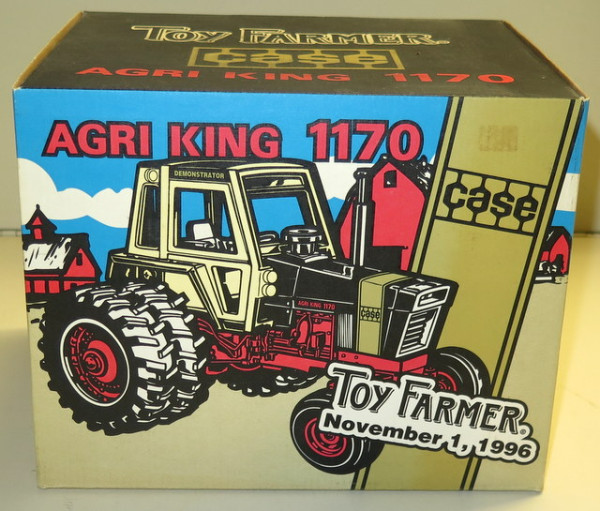 TOY FARMER®
case
AGRI KING 1170
AGRI KING 1170
case
DEMONSTRATOR
AGRI KING 1170
case
TOY FARMER®
November 1, 1996